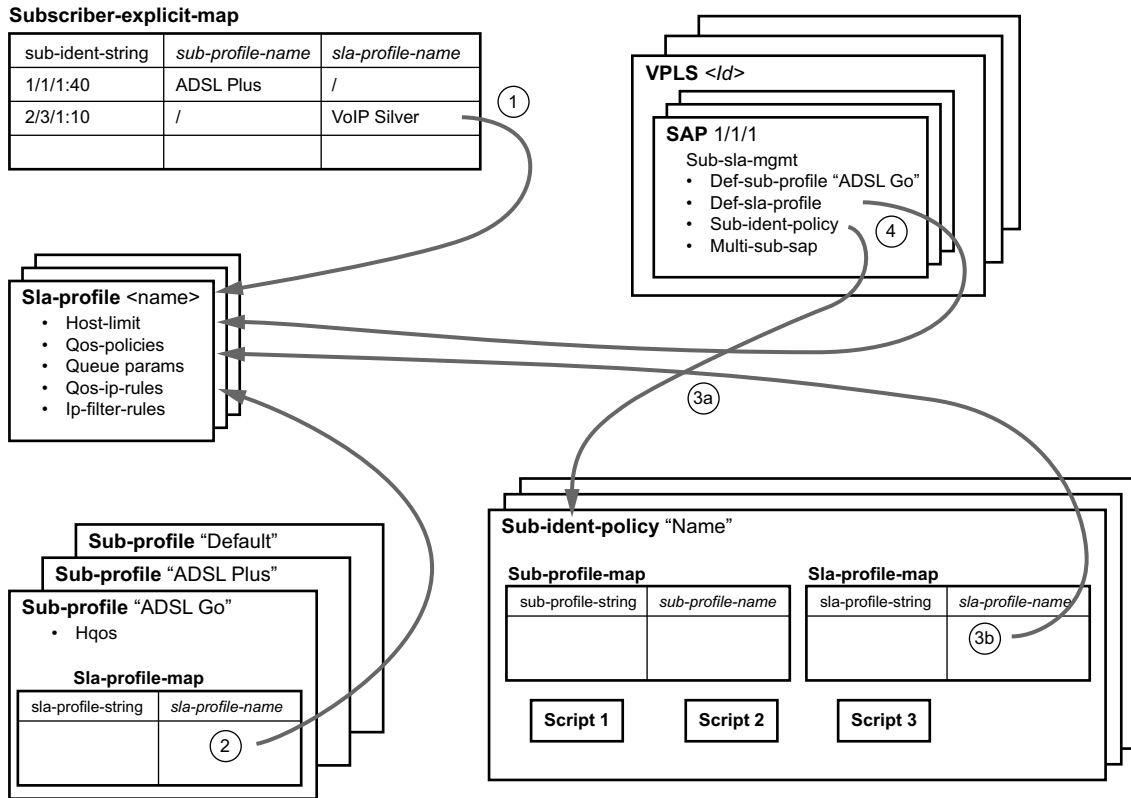 Subscriber-explicit-map
sub-ident-string sub-profile-name sla-profile-name
1/1/1:40 ADSL Plus /
2/3/1:10 / VoIP Silver
1
VPLS <Id>
SAP 1/1/1
Sub-sla-mgmt
• Def-sub-profile “ADSL Go”
• Def-sla-profile
• Sub-ident-policy
• Multi-sub-sap
4
Sla-profile <name>
• Host-limit
• Qos-policies
• Queue params
• Qos-ip-rules
• Ip-filter-rules
3a
Sub-profile “Default”
Sub-profile “ADSL Plus”
Sub-profile “ADSL Go”
• Hqos
Sla-profile-map
sla-profile-string sla-profile-name
2
Sub-ident-policy “Name”
Sub-profile-map
sub-profile-string sub-profile-name
Sla-profile-map
sla-profile-string sla-profile-name
3b
Script 1
Script 2
Script 3